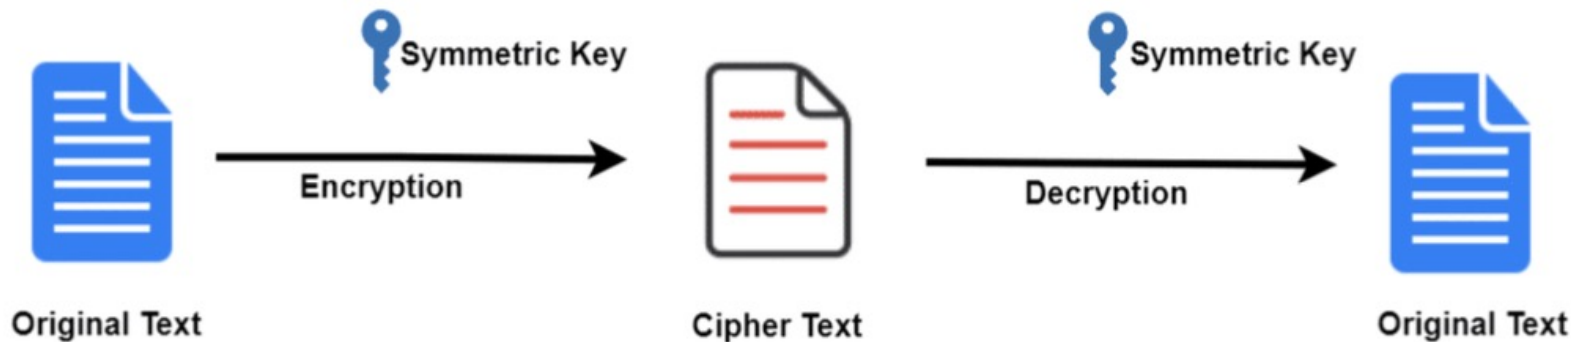 Symmetric Key
Symmetric Key
Encryption
Decryption
Original Text
Cipher Text
Original Text